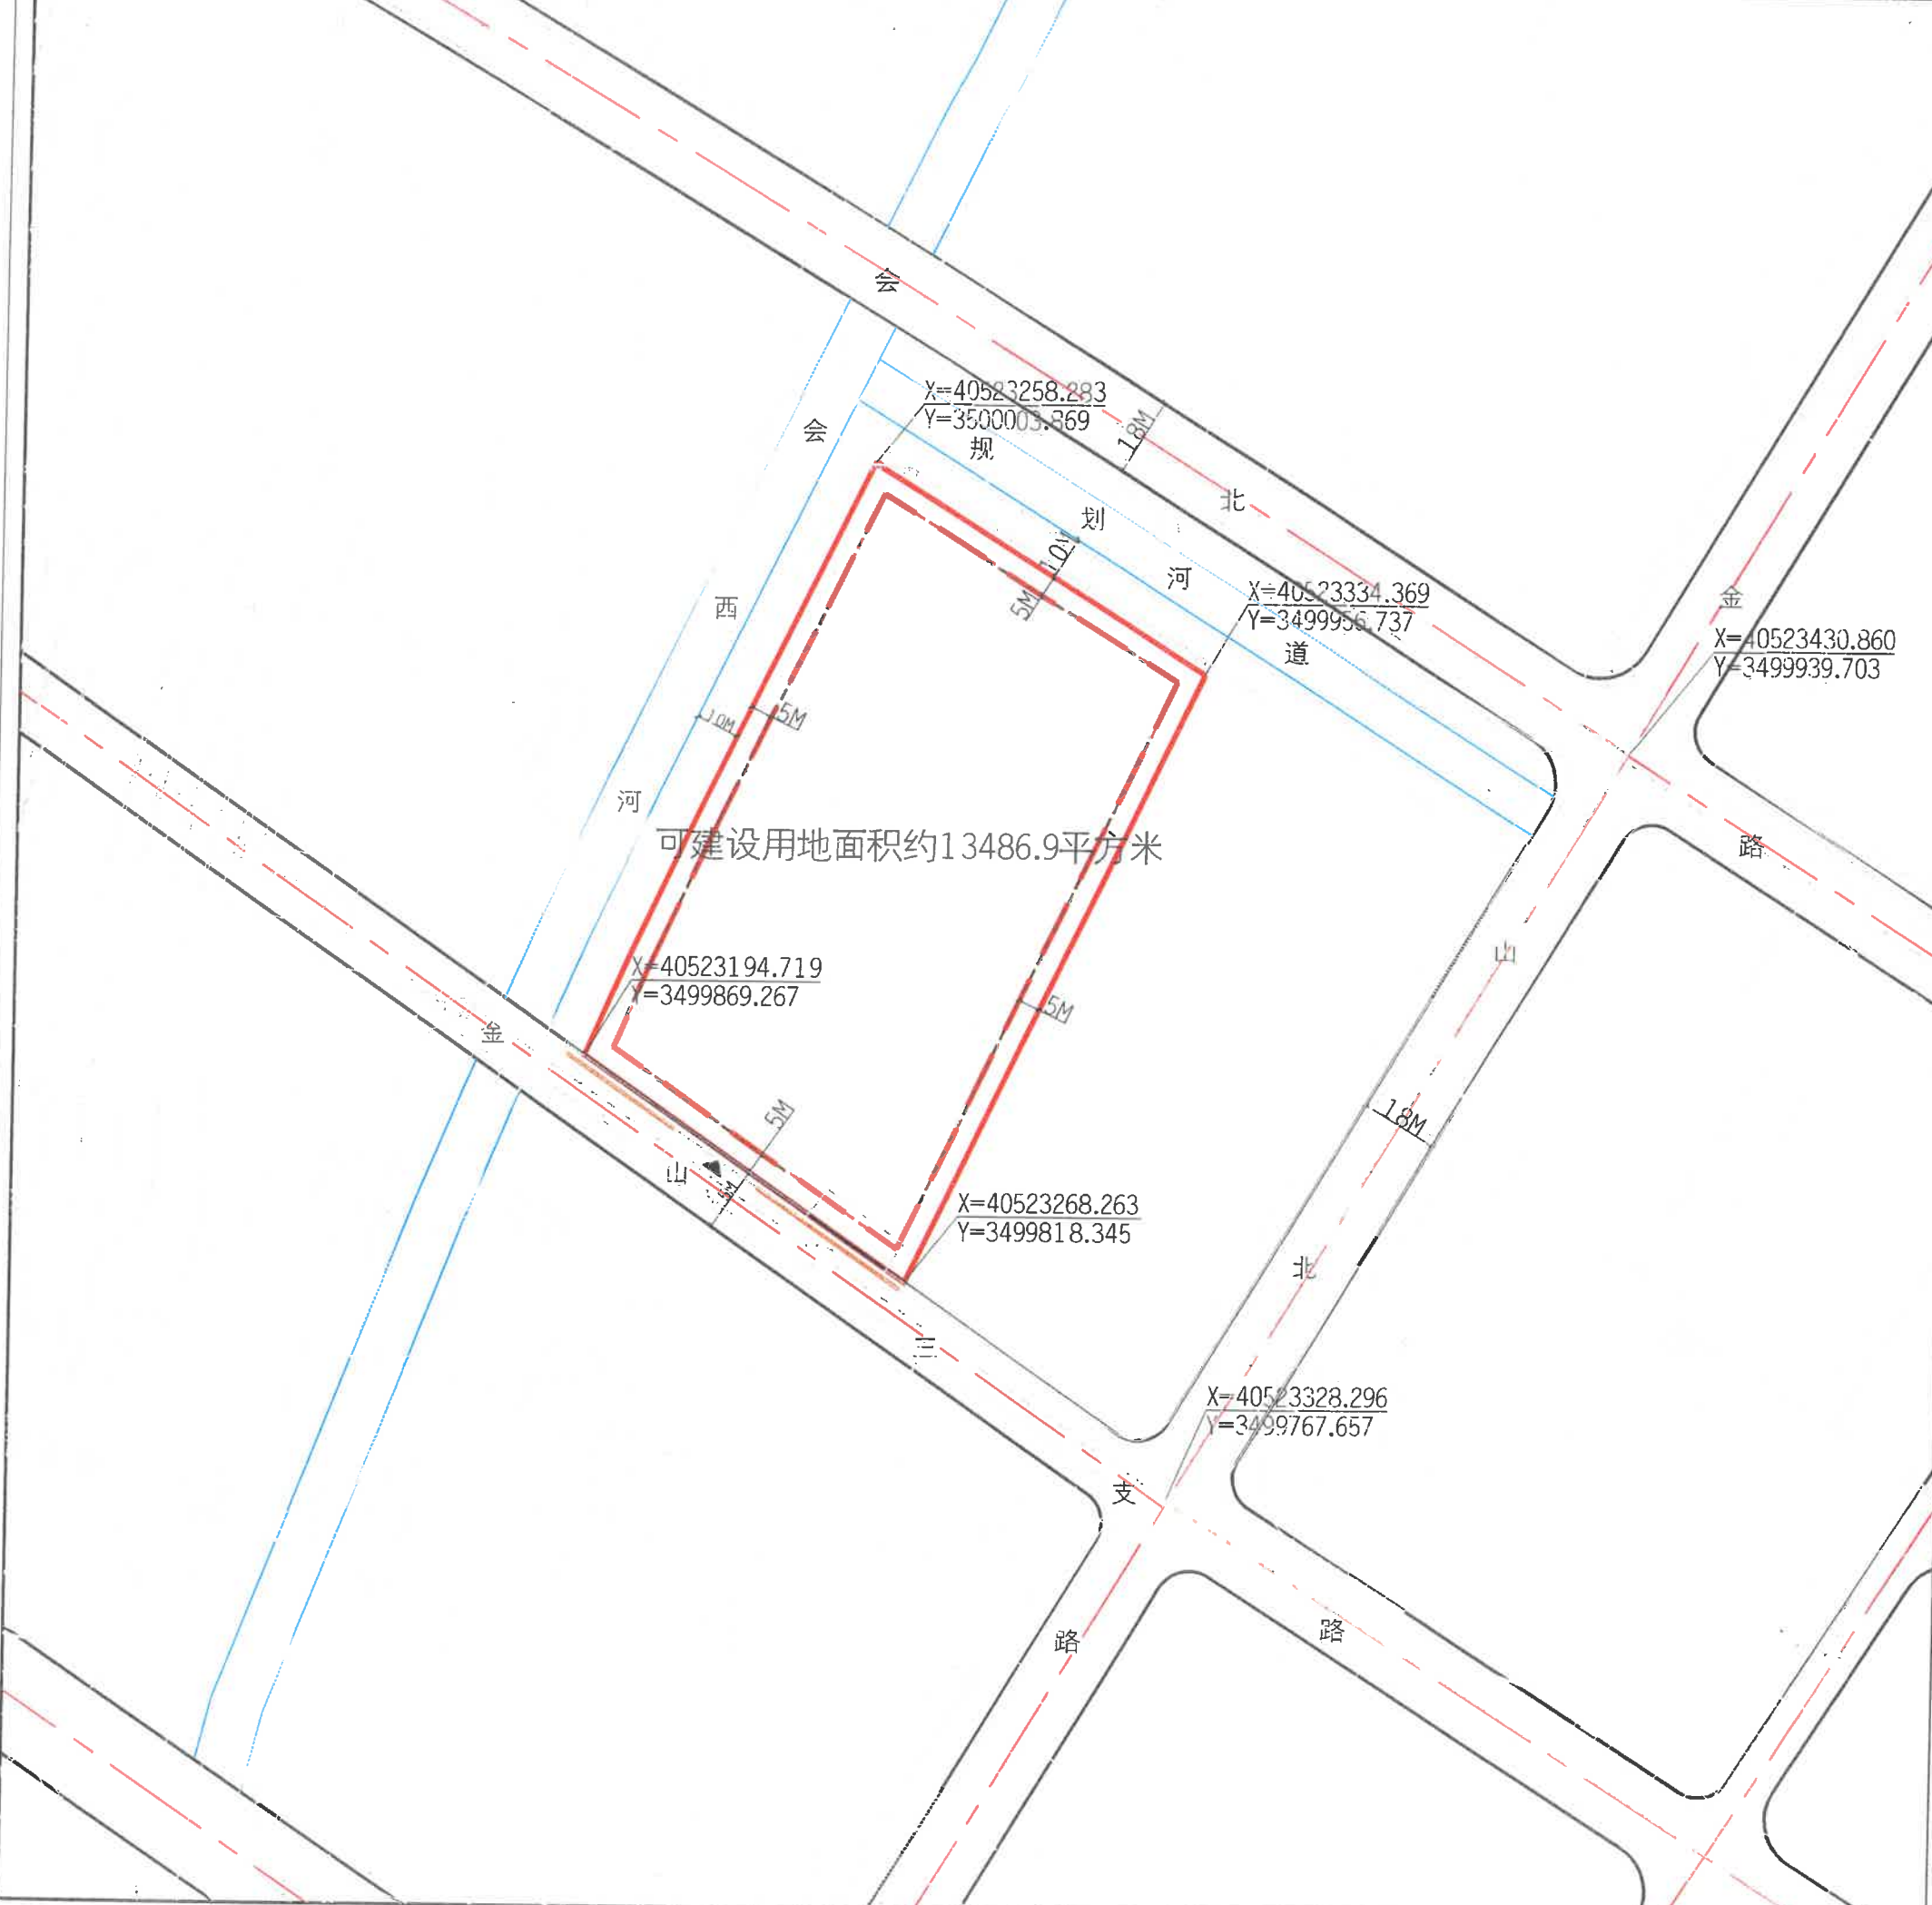 会
X=40523258.283
Y=3500003.869
18M
会
规
北
划
10M
河
X=40523334.369
Y=3499956.737
金
西
5M
道
X=40523430.860
Y=3499939.703
10M
5M
河
可建设用地面积约13486.9平方米
路
山
X=40523194.719
Y=3499869.267
金
5M
5M
18M
山
X=40523268.263
Y=3499818.345
北
三
X=40523328.296
Y=3499767.657
支
路
路